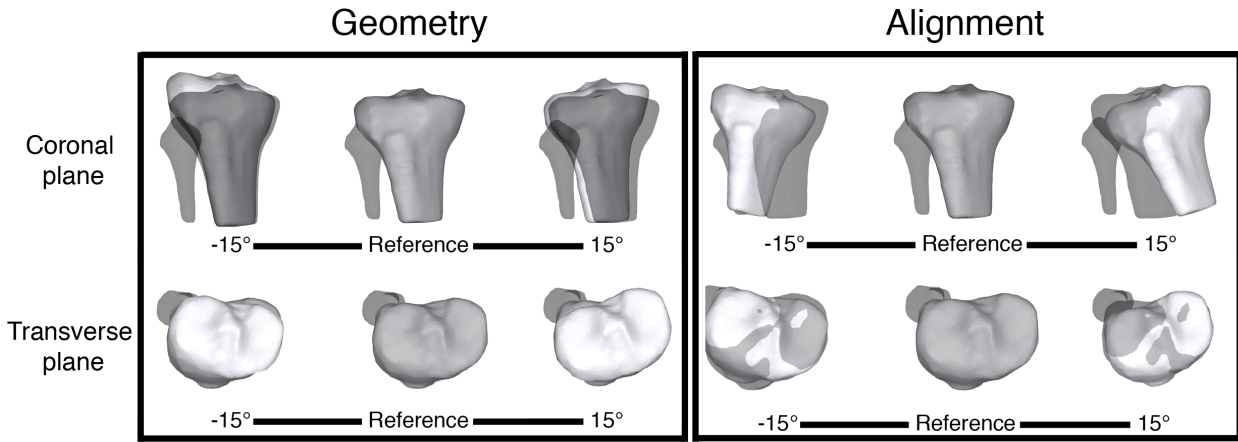 Geometry
Alignment
Coronal
plane
-15° Reference 15°
-15° Reference 15°
Transverse
plane
-15° Reference 15°
-15° Reference 15°